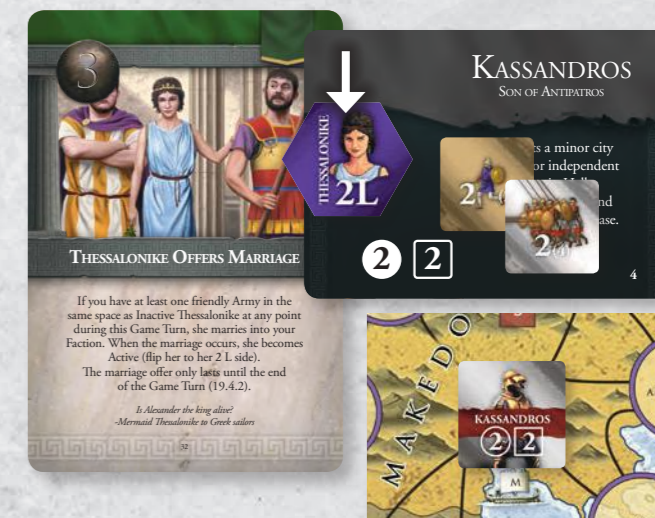 3
THESSALONIKE OFFERS MARRIAGE
If you have at least one friendly Army in the
same space as Inactive Thessalonike at any point
during this Game Turn, she marries into your
Faction. When the marriage occurs, she becomes
Active (flip her to her 2 L side).
The marriage offer only lasts until the end
of the Game Turn (19.4.2).
Is Alexander the king alive?
-Mermaid Thessalonike to Greek sailors
32
KASSANDROS
SON OF ANTIPATROS
THESSALONIKE
2L
a minor city
or independent
2
2(4)
2 2
4
MAKEDO
KASSANDROS
2 2
M